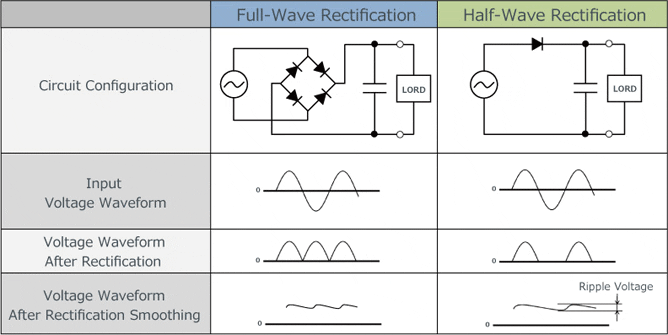 Full-Wave Rectification
Half-Wave Rectification
Circuit Configuration
LORD
LORD
Input
Voltage Waveform
0
0
Voltage Waveform
After Rectification
0
0
Voltage Waveform
After Rectification Smoothing
0
Ripple Voltage
0